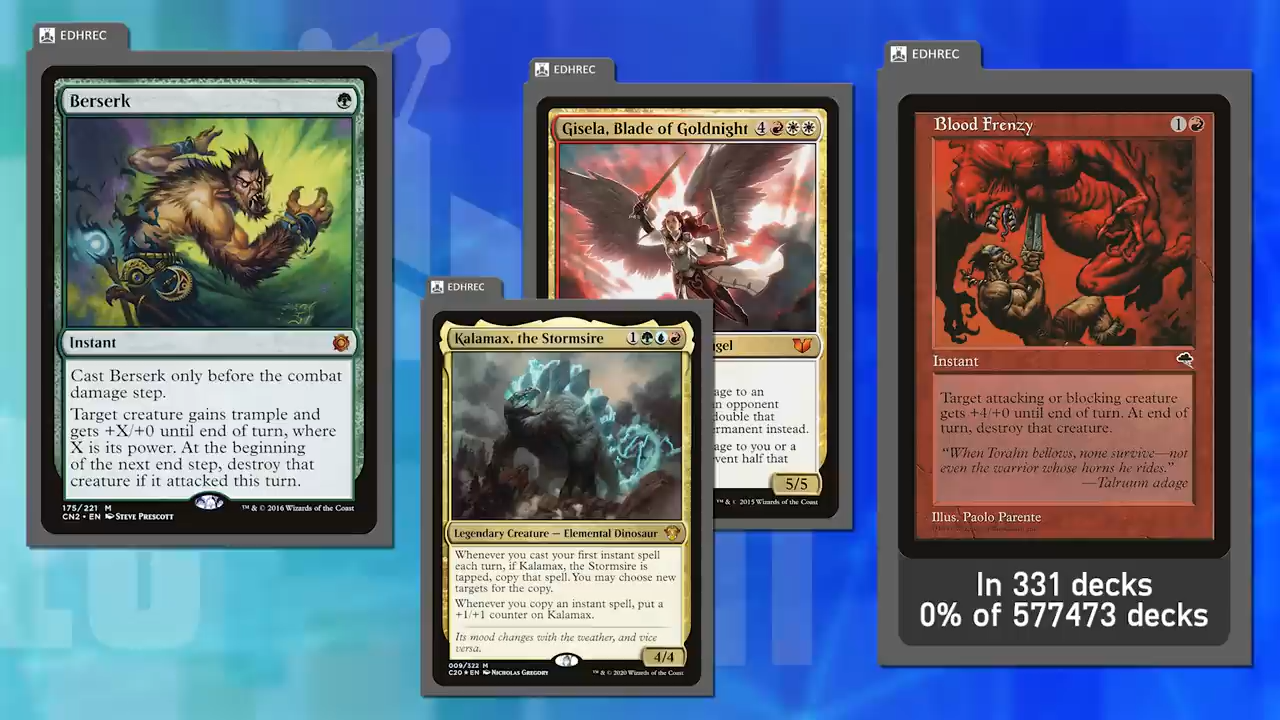 EDHREC
Berserk
Instant
Cast Berserk only before the combat
damage step.
Target creature gains trample and
gets +X/+0 until end of turn, where
X is its power. At the beginning
of the next end step, destroy that
creature if it attacked this turn.
175/221 M
CN2 • EN Steve Prescott
™ & © 2016 Wizards of the Coast
EDHREC
Gisela, Blade of Goldnight 4
age to an
n opponent
double that
rmanent instead.
age to you or a
vent half that
5/5
2015 Wizards of the Coast
EDHREC
Kalamax, the Stormsire 1
Legendary Creature — Elemental Dinosaur
Whenever you cast your first instant spell
each turn, if Kalamax, the Stormsire is
tapped, copy that spell. You may choose new
targets for the copy.
Whenever you copy an instant spell, put a
+1/+1 counter on Kalamax.
Its mood changes with the weather, and vice
versa.
4/4
009/322 M
C20 ★ EN Nicholas Gregory
™ & © 2020 Wizards of the Coast
EDHREC
Blood Frenzy 1
Instant
Target attacking or blocking creature
gets +4/+0 until end of turn. At end of
turn, destroy that creature.
“When Torahn bellows, none survive—not
even the warrior whose horns he rides.”
—Talruum adage
Illus. Paolo Parente
In 331 decks
0% of 577473 decks